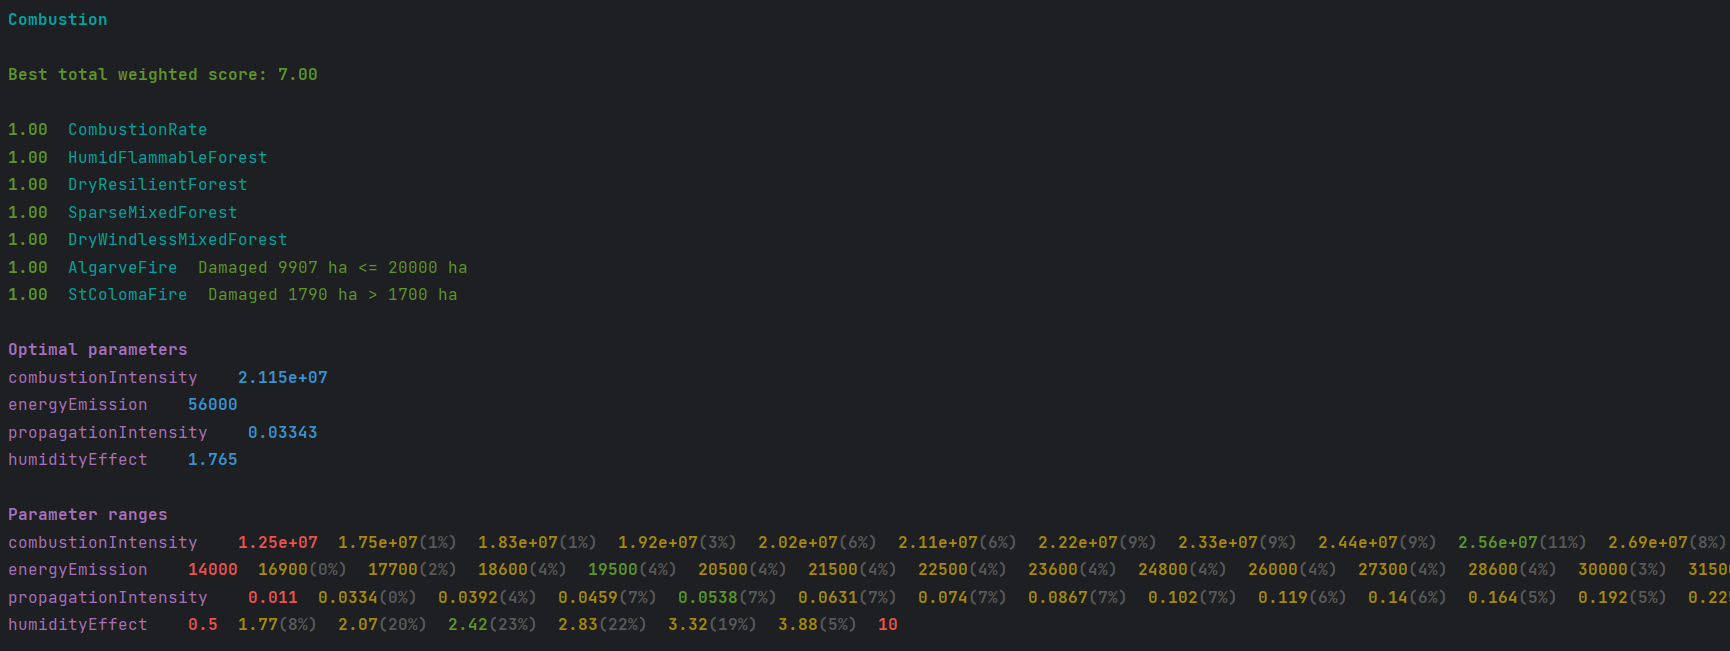 Combustion
Best total weighted score: 7.00
1.00  CombustionRate
1.00  HumidFlammableForest
1.00  DryResilientForest
1.00  SparseMixedForest
1.00  DryWindlessMixedForest
1.00  AlgarveFire  Damaged 9907 ha <= 20000 ha
1.00  StColomaFire  Damaged 1790 ha > 1700 ha
Optimal parameters
combustionIntensity    2.115e+07
energyEmission    56000
propagationIntensity    0.03343
humidityEffect    1.765
Parameter ranges
combustionIntensity    1.25e+07  1.75e+07(1%)  1.83e+07(1%)  1.92e+07(3%)  2.02e+07(6%)  2.11e+07(6%)  2.22e+07(9%)  2.33e+07(9%)  2.44e+07(9%)  2.56e+07(11%)  2.69e+07(8%)
energyEmission    14000  16900(0%)  17700(2%)  18600(4%)  19500(4%)  20500(4%)  21500(4%)  22500(4%)  23600(4%)  24800(4%)  26000(4%)  27300(4%)  28600(4%)  30000(3%)  3150
propagationIntensity    0.011  0.0334(0%)  0.0392(4%)  0.0459(7%)  0.0538(7%)  0.0631(7%)  0.074(7%)  0.0867(7%)  0.102(7%)  0.119(6%)  0.14(6%)  0.164(5%)  0.192(5%)  0.22
humidityEffect    0.5  1.77(8%)  2.07(20%)  2.42(23%)  2.83(22%)  3.32(19%)  3.88(5%)  10